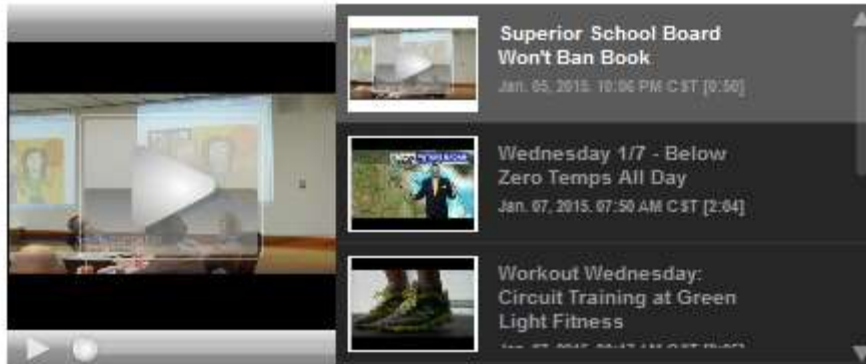 Superior School Board
Won't Ban Book
Jan. 05, 2015. 10:06 PM CST [0:50]
Wednesday 1/7 - Below
Zero Temps All Day
Jan. 07, 2015. 07:50 AM CST [2:04]
Workout Wednesday:
Circuit Training at Green
Light Fitness